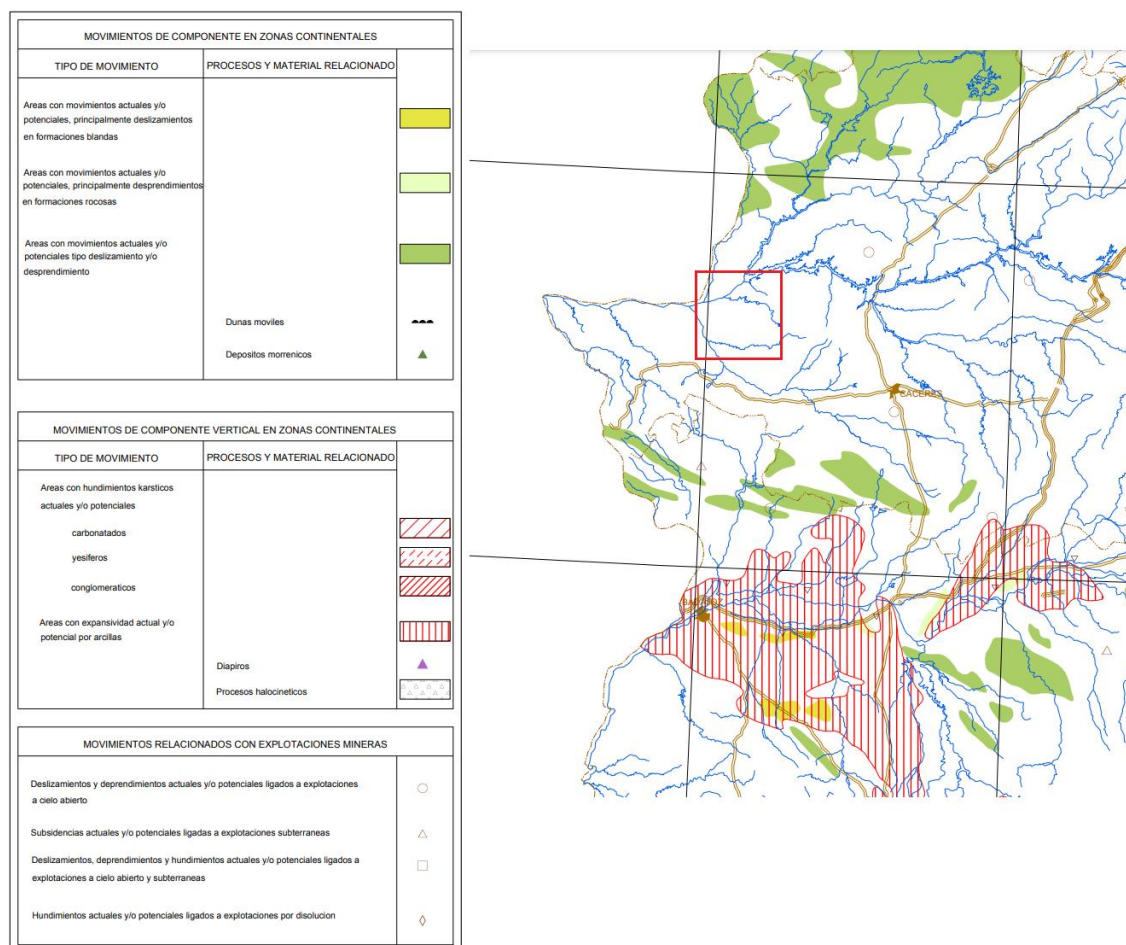 MOVIMIENTOS DE COMPONENTE EN ZONAS CONTINENTALES
TIPO DE MOVIMIENTO
PROCESOS Y MATERIAL RELACIONADO
Areas con movimientos actuales y/o
potenciales, principalmente deslizamientos
en formaciones blandas
Areas con movimientos actuales y/o
potenciales, principalmente desprendimientos
en formaciones rocosas
Areas con movimientos actuales y/o
potenciales tipo deslizamiento y/o
desprendimiento
Dunas moviles
Depositos morrenicos
MOVIMIENTOS DE COMPONENTE VERTICAL EN ZONAS CONTINENTALES
TIPO DE MOVIMIENTO
PROCESOS Y MATERIAL RELACIONADO
Areas con hundimientos karsticos
actuales y/o potenciales
carbonatados
yesiferos
conglomeraticos
Areas con expansividad actual y/o
potencial por arcillas
Diapiros
Procesos halocineticos
MOVIMIENTOS RELACIONADOS CON EXPLOTACIONES MINERAS
Deslizamientos y deprendimientos actuales y/o potenciales ligados a explotaciones
a cielo abierto
Subsidencias actuales y/o potenciales ligadas a explotaciones subterraneas
Deslizamientos, deprendimientos y hundimientos actuales y/o potenciales ligados a
explotaciones a cielo abierto y subterraneas
Hundimientos actuales y/o potenciales ligados a explotaciones por disolucion
CACERES
BADAJOZ